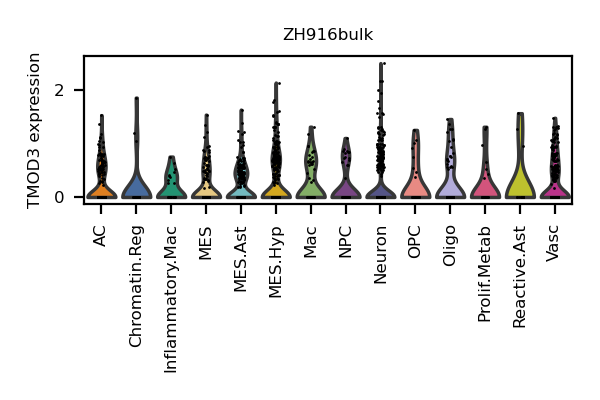 ZH916bulk
TMOD3 expression
2
0
AC
Chromatin.Reg
Inflammatory.Mac
MES
MES.Ast
MES.Hyp
Mac
NPC
Neuron
OPC
Oligo
Prolif.Metab
Reactive.Ast
Vasc